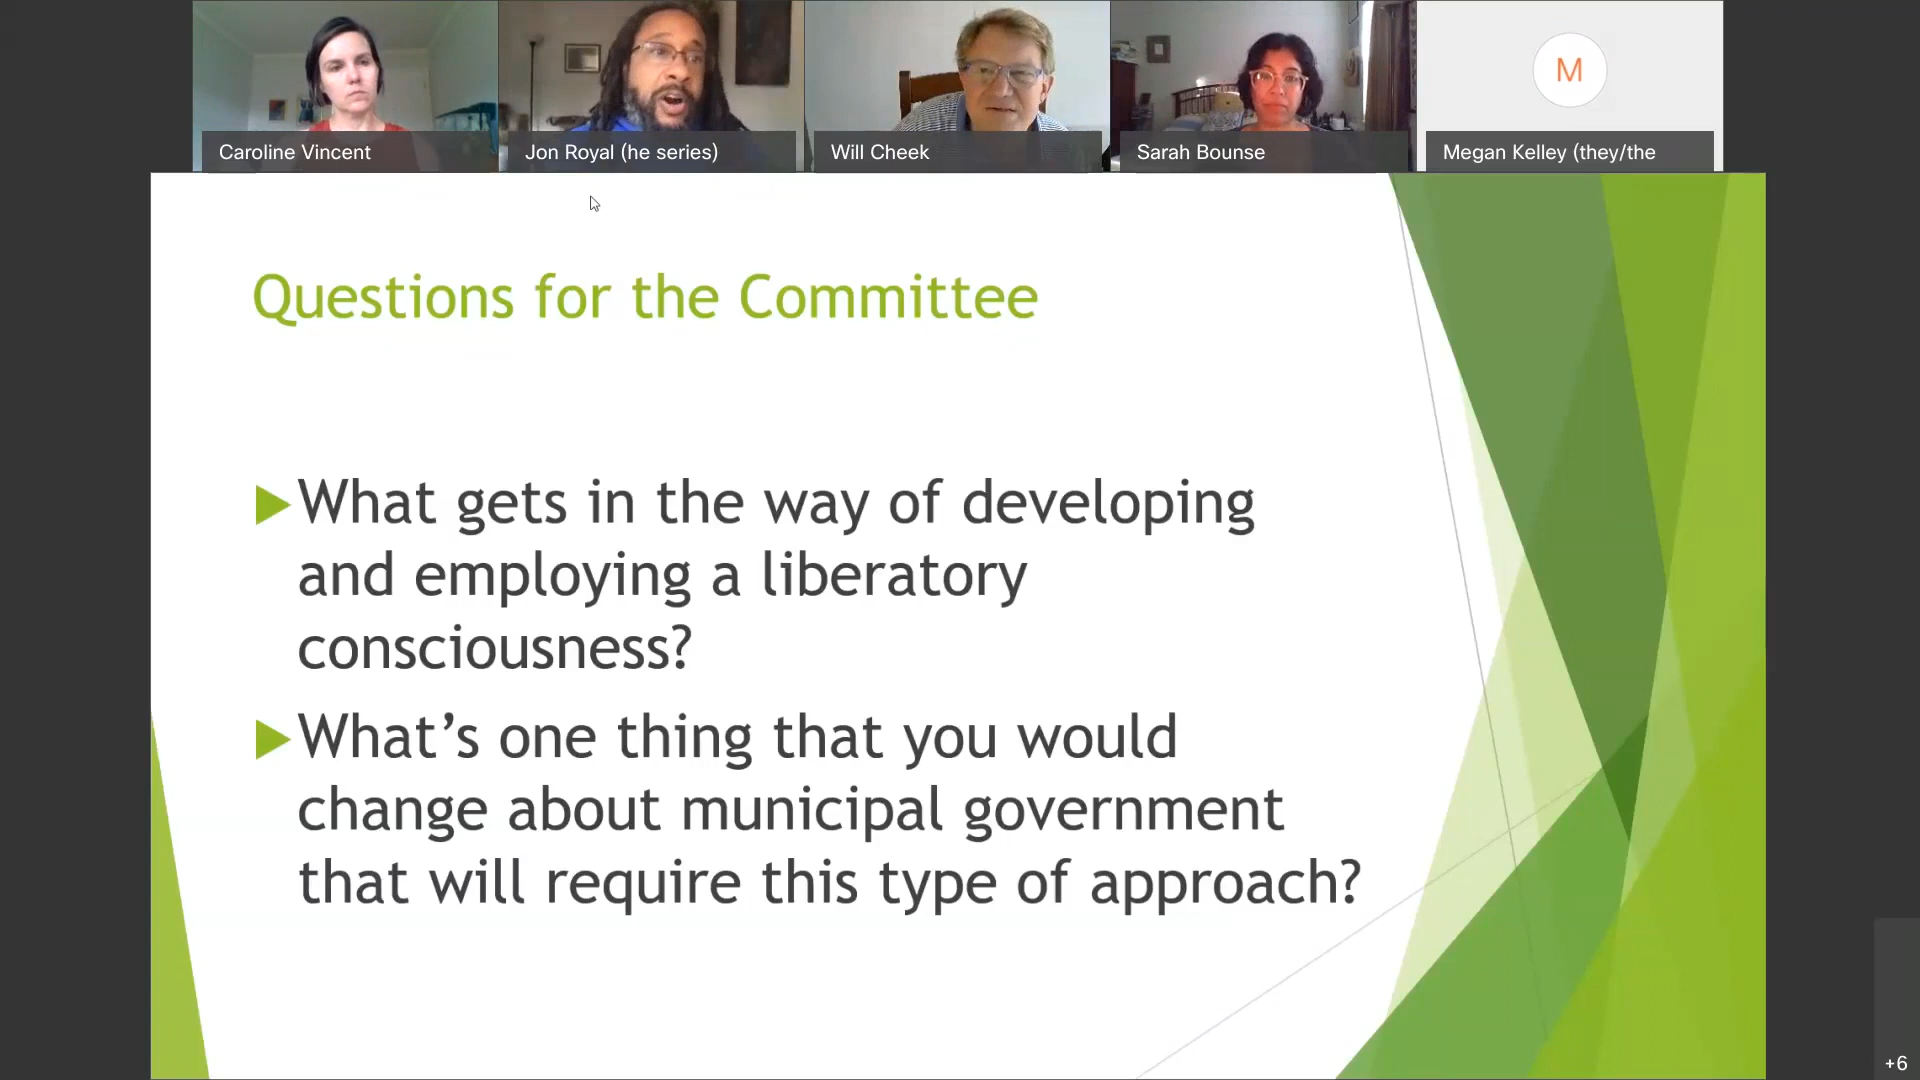 Caroline Vincent
Jon Royal (he series)
Will Cheek
Sarah Bounse
M
Megan Kelley (they/the
Questions for the Committee
What gets in the way of developing
and employing a liberatory
consciousness?
What’s one thing that you would
change about municipal government
that will require this type of approach?
+6